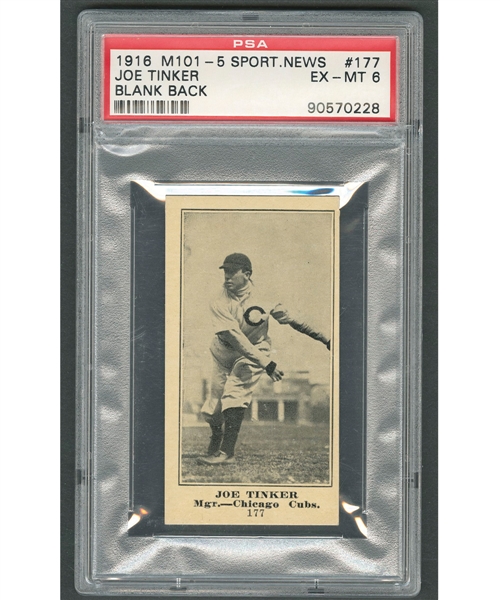 PSA
1916 M101-5 SPORT.NEWS #177
JOE TINKER EX-MT 6
BLANK BACK
90570228
C
JOE TINKER
Mgr.—Chicago Cubs.
177